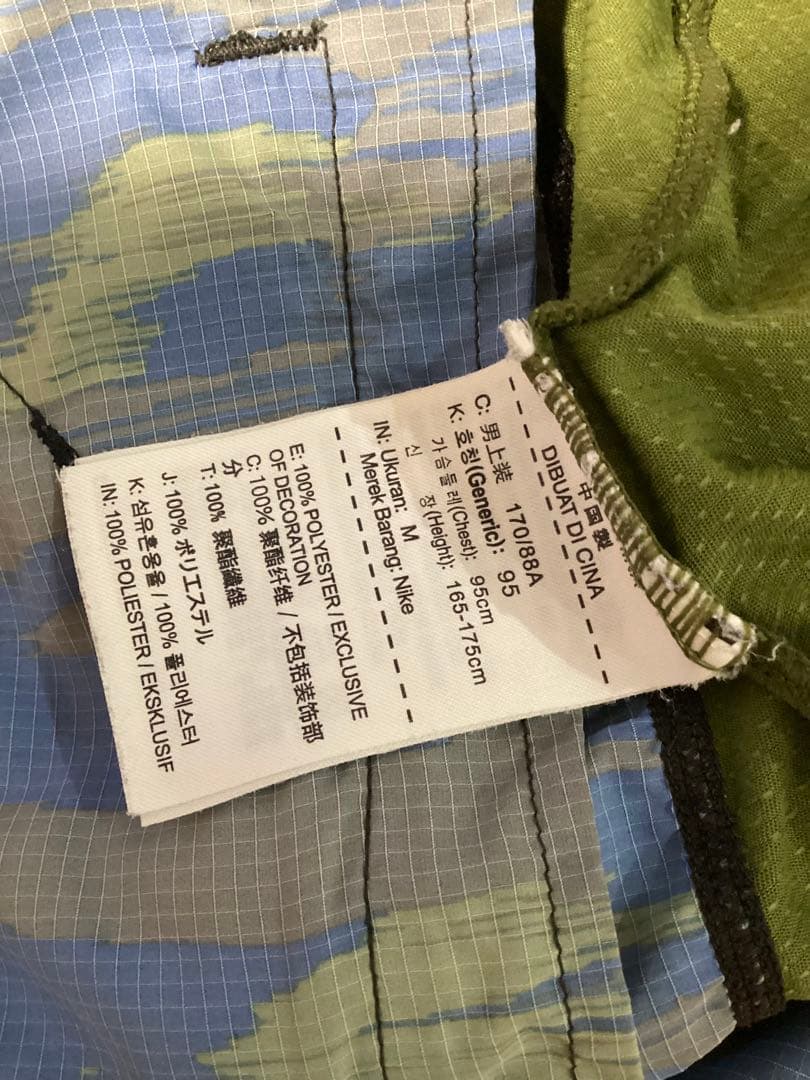 中国製
DIBUAT DI CINA
C: 男上装 170/88A
K: 호칭(Generic): 95
가슴둘레(Chest): 95cm
신 장(Height): 165-175cm
IN: Ukuran: M
Merek Barang: Nike
E: 100% POLYESTER / EXCLUSIVE
OF DECORATION
C: 100% 聚酯纤维 / 不包括装饰部
分
T: 100% 聚酯纖維
J: 100% ポリエステル
K: 섬유혼용율 / 100% 폴리에스터
IN: 100% POLIESTER / EKSKLUSIF